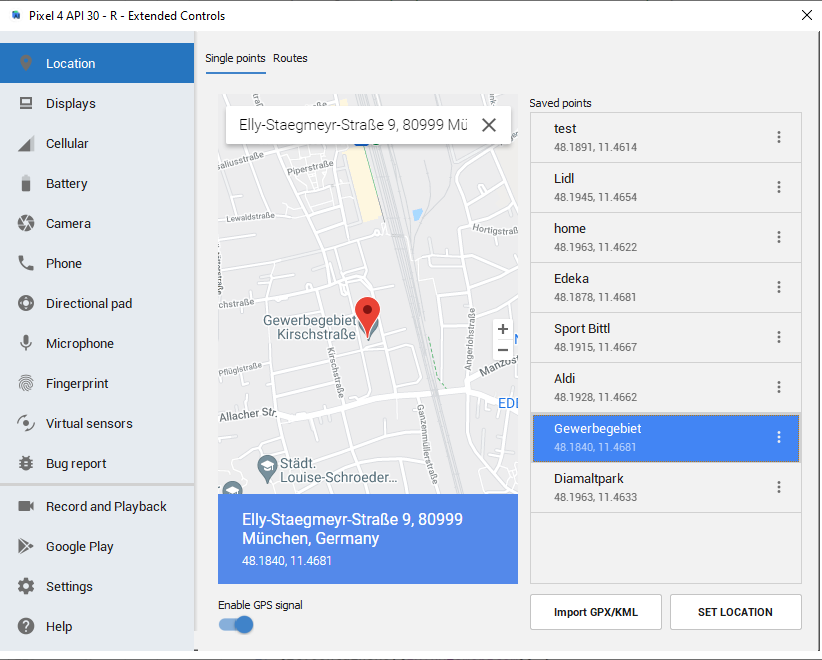 Pixel 4 API 30 - R - Extended Controls
Location
Displays
Cellular
Battery
Camera
Phone
Directional pad
Microphone
Fingerprint
Virtual sensors
Bug report
Record and Playback
Google Play
Settings
Help
Single points
Routes
Elly-Staegmeyr-Straße 9, 80999 Mü
Piperstraße
Lewaldstraße
Hortigstraß
Gewerbegebiet
Kirschstraße
Kirschstraße
Pflüglstraße
Angerlohstraße
Manzos
EDI
Allacher Str.
Ganzenmüllerstraße
Städt.
Louise-Schroeder...
Elly-Staegmeyr-Straße 9, 80999
München, Germany
48.1840, 11.4681
Enable GPS signal
Saved points
test
48.1891, 11.4614
Lidl
48.1945, 11.4654
home
48.1963, 11.4622
Edeka
48.1878, 11.4681
Sport Bittl
48.1915, 11.4667
Aldi
48.1928, 11.4662
Gewerbegebiet
48.1840, 11.4681
Diamaltpark
48.1963, 11.4633
Import GPX/KML
SET LOCATION